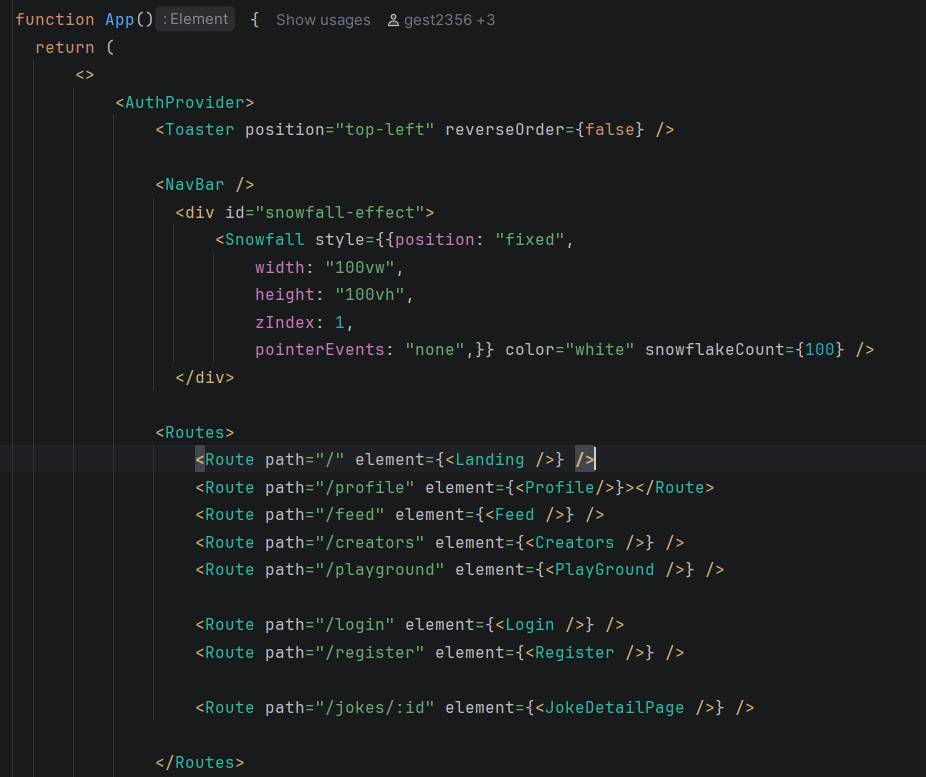 function App() : Element { Show usages gest2356 +3
return (
<>
<AuthProvider>
<Toaster position="top-left" reverseOrder={false} />
<NavBar />
<div id="snowfall-effect">
<Snowfall style={{position: "fixed",
width: "100vw",
height: "100vh",
zIndex: 1,
pointerEvents: "none",}} color="white" snowflakeCount={100} />
</div>
<Routes>
<Route path="/" element={<Landing />} />
<Route path="/profile" element={<Profile/>}></Route>
<Route path="/feed" element={<Feed />} />
<Route path="/creators" element={<Creators />} />
<Route path="/playground" element={<PlayGround />} />
<Route path="/login" element={<Login />} />
<Route path="/register" element={<Register />} />
<Route path="/jokes/:id" element={<JokeDetailPage />} />
</Routes>